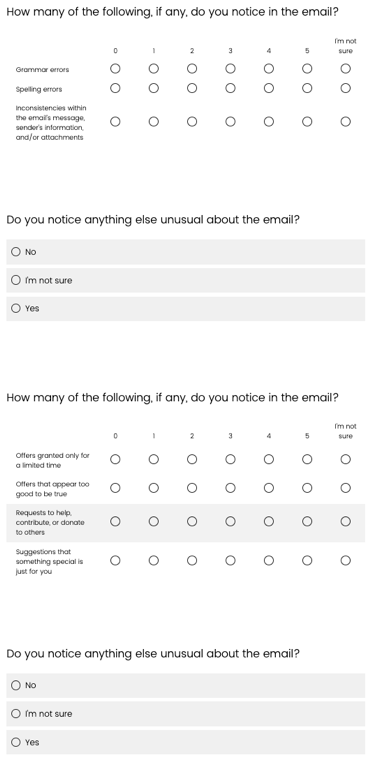 How many of the following, if any, do you notice in the email?
0 1 2 3 4 5 I'm not
sure
Grammar errors
Spelling errors
Inconsistencies within
the email's message,
sender's information,
and/or attachments
Do you notice anything else unusual about the email?
No
I'm not sure
Yes
How many of the following, if any, do you notice in the email?
0 1 2 3 4 5 I'm not
sure
Offers granted only for
a limited time
Offers that appear too
good to be true
Requests to help,
contribute, or donate
to others
Suggestions that
something special is
just for you
Do you notice anything else unusual about the email?
No
I'm not sure
Yes